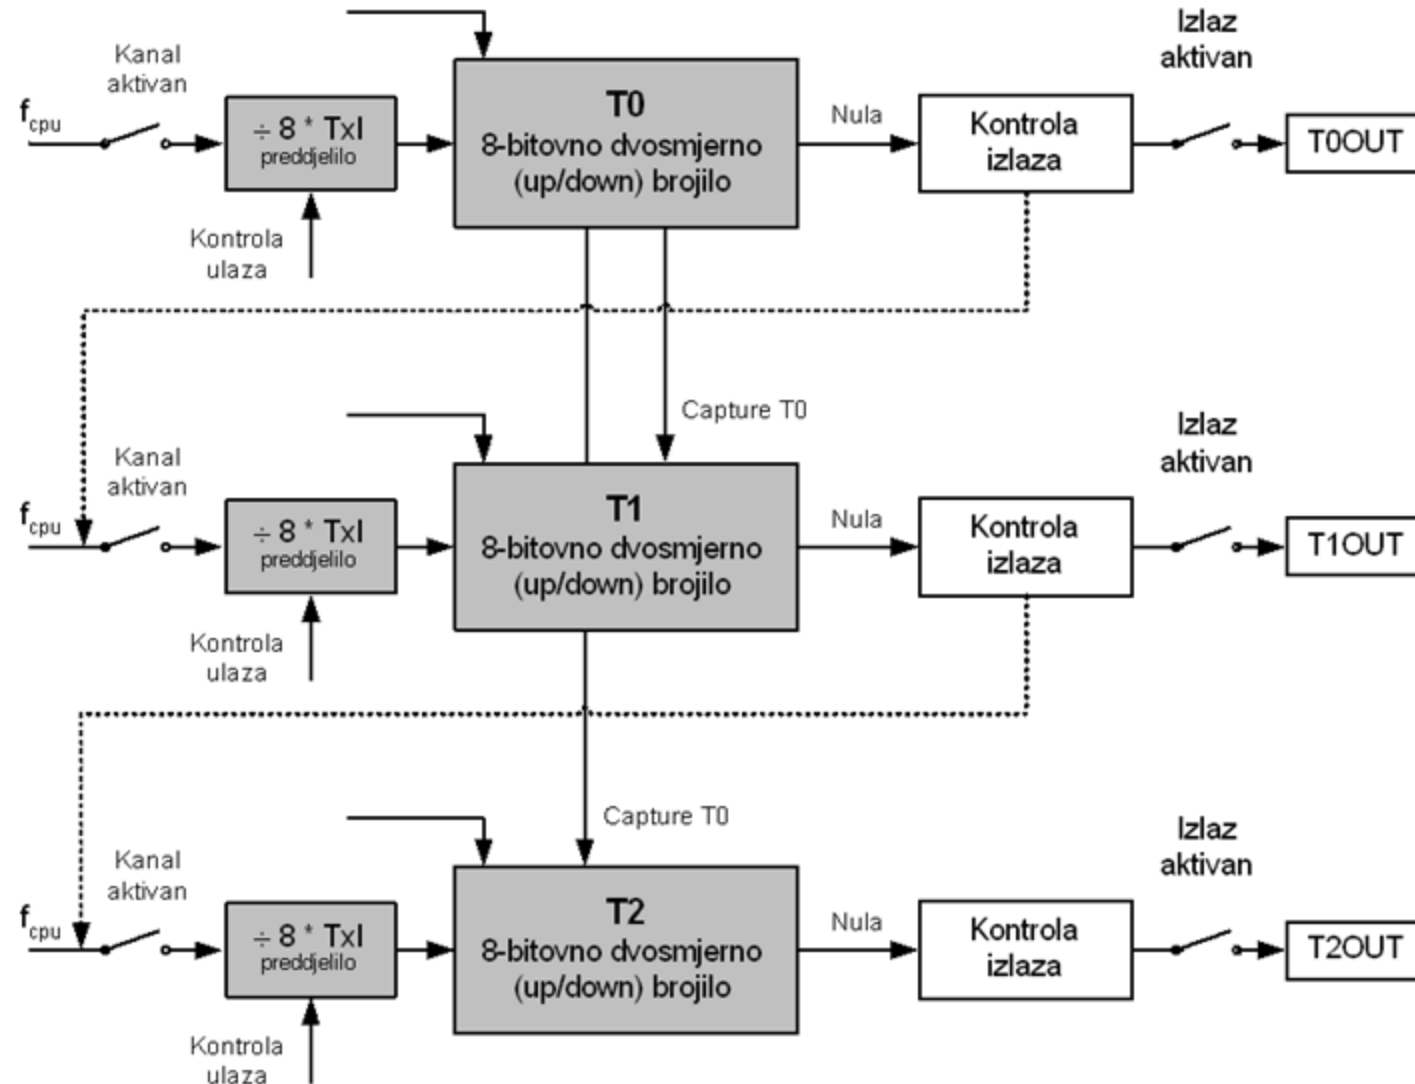 Izlaz
aktivan
Kanal
aktivan
f_cpu
÷ 8 * TxI
preddjelilo
T0
8-bitovno dvosmjerno
(up/down) brojilo
Nula
Kontrola
izlaza
T0OUT
Kontrola
ulaza
Capture T0
Izlaz
aktivan
Kanal
aktivan
f_cpu
÷ 8 * TxI
preddjelilo
T1
8-bitovno dvosmjerno
(up/down) brojilo
Nula
Kontrola
izlaza
T1OUT
Kontrola
ulaza
Capture T0
Izlaz
aktivan
Kanal
aktivan
f_cpu
÷ 8 * TxI
preddjelilo
T2
8-bitovno dvosmjerno
(up/down) brojilo
Nula
Kontrola
izlaza
T2OUT
Kontrola
ulaza